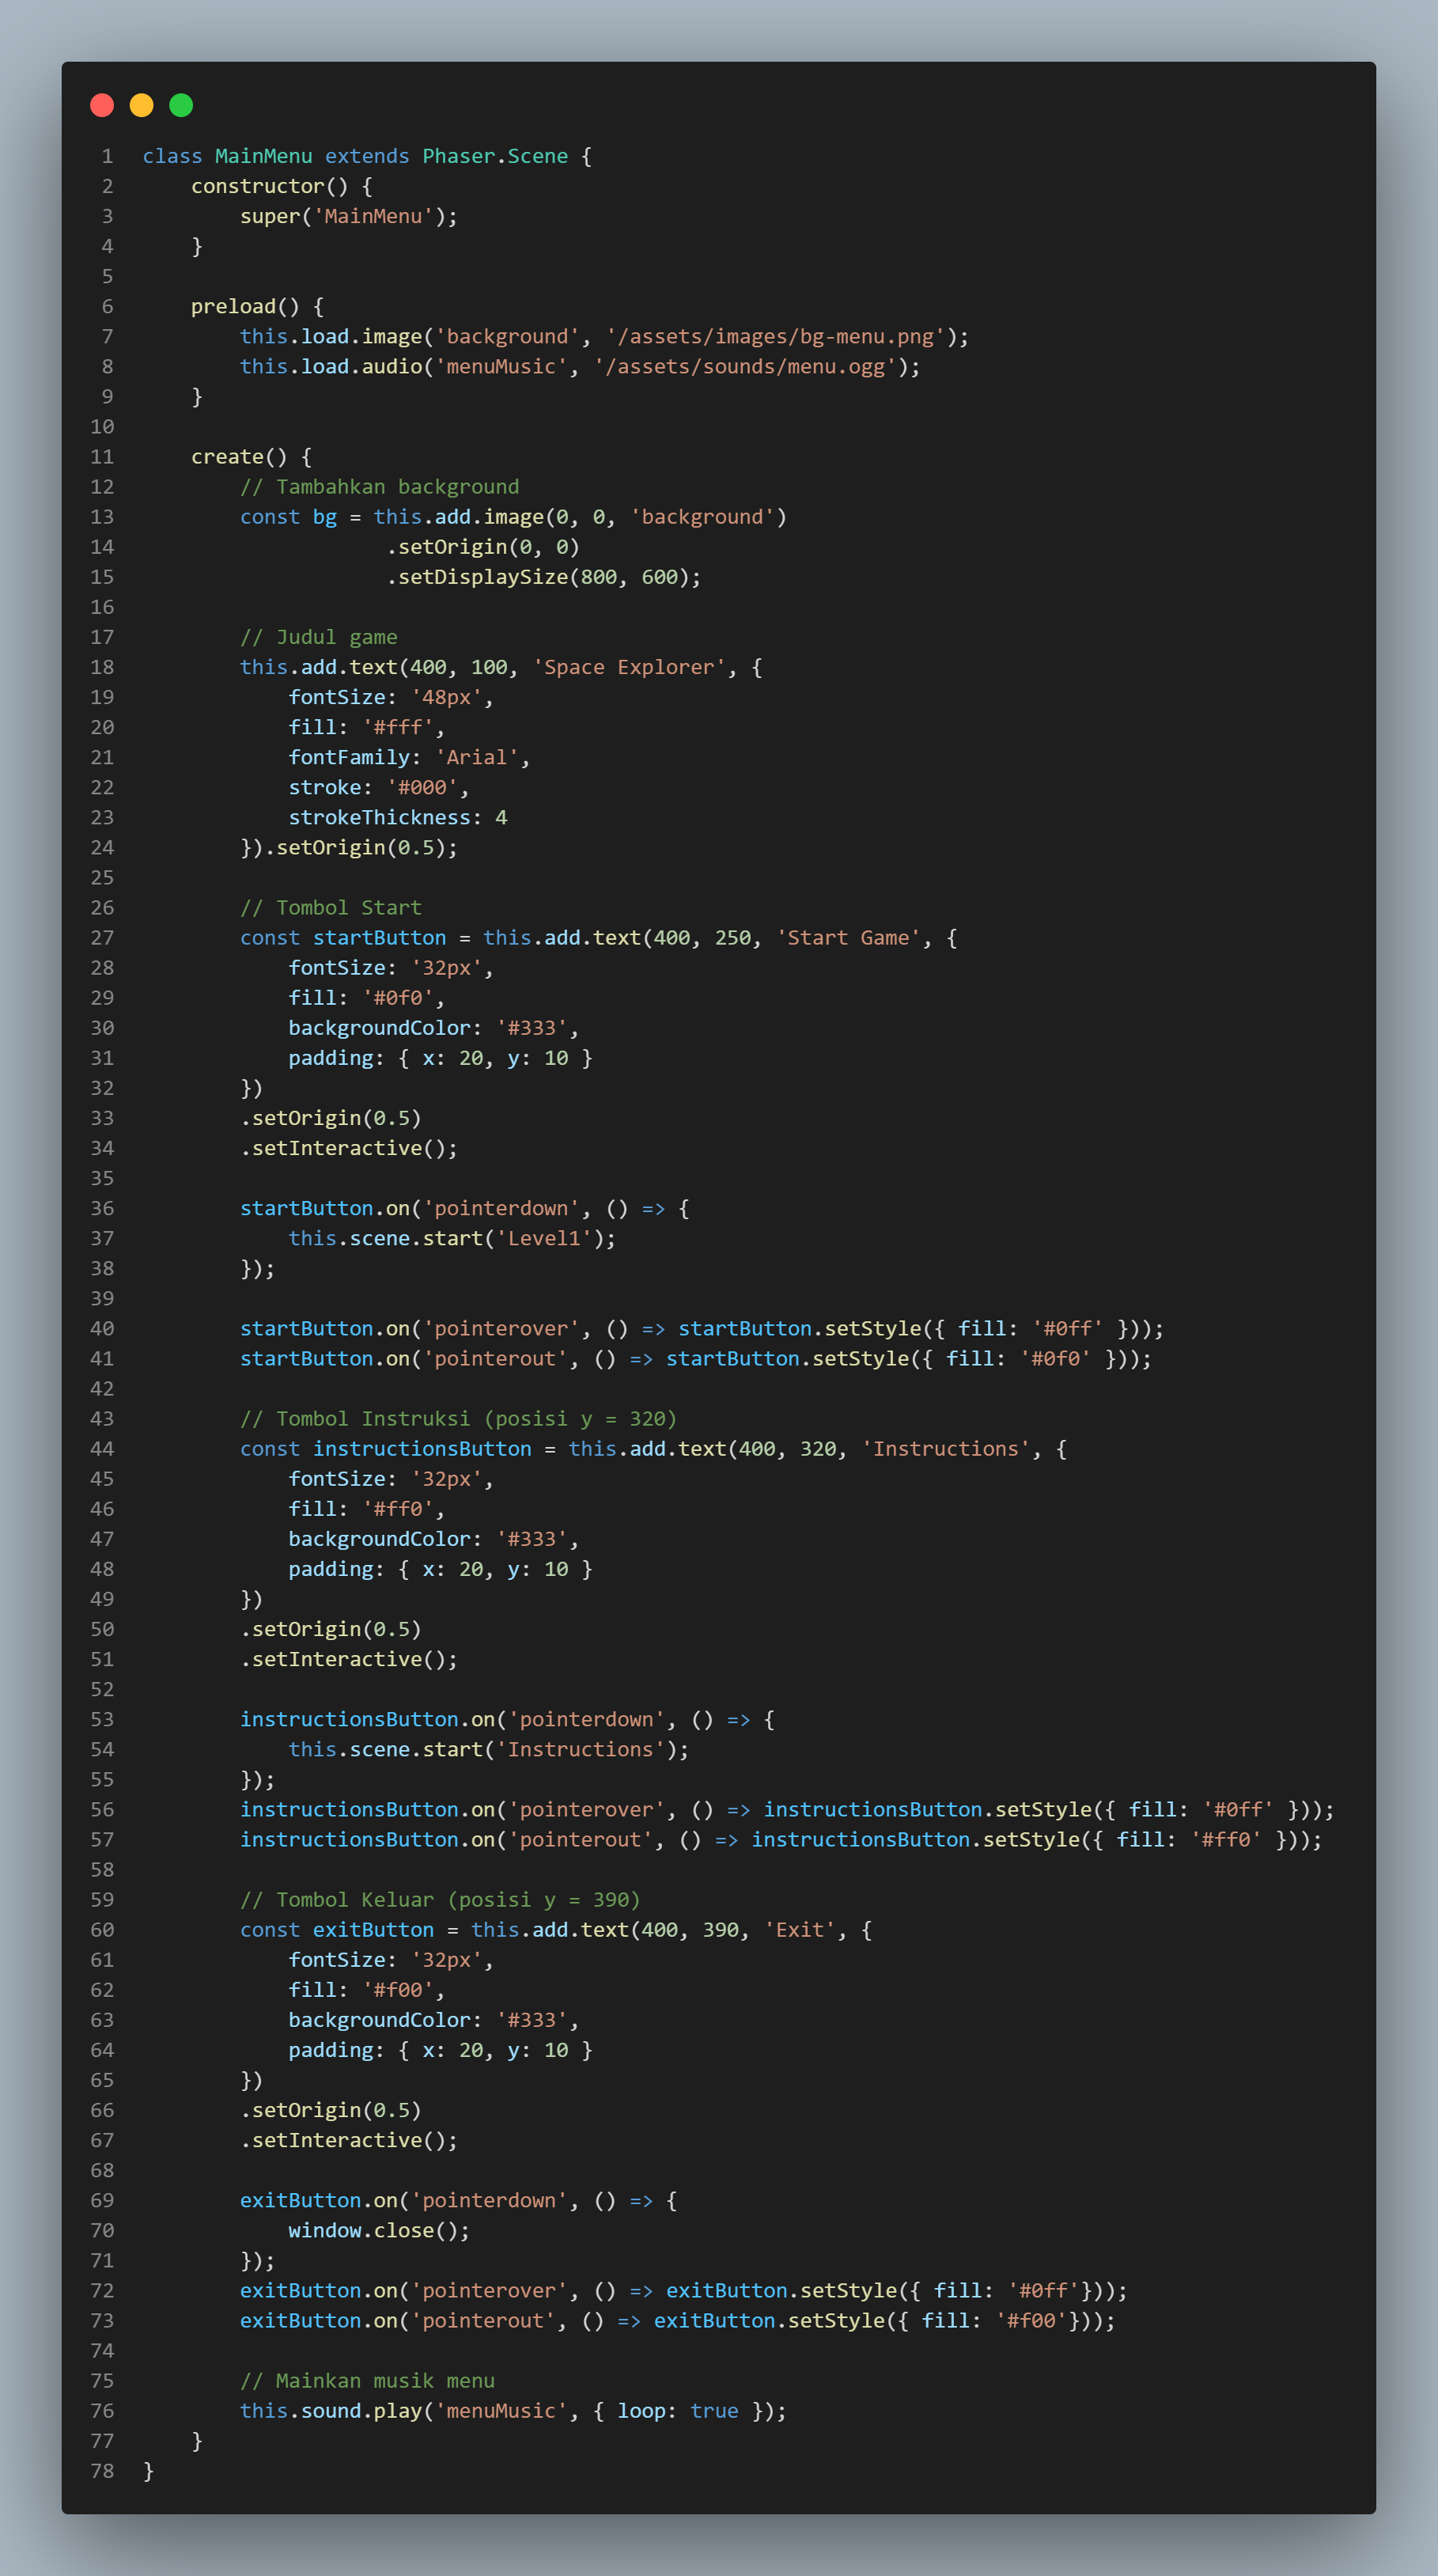 1 class MainMenu extends Phaser.Scene {
2     constructor() {
3         super('MainMenu');
4     }
5
6     preload() {
7         this.load.image('background', '/assets/images/bg-menu.png');
8         this.load.audio('menuMusic', '/assets/sounds/menu.ogg');
9     }
10
11     create() {
12         // Tambahkan background
13         const bg = this.add.image(0, 0, 'background')
14                     .setOrigin(0, 0)
15                     .setDisplaySize(800, 600);
16
17         // Judul game
18         this.add.text(400, 100, 'Space Explorer', {
19             fontSize: '48px',
20             fill: '#fff',
21             fontFamily: 'Arial',
22             stroke: '#000',
23             strokeThickness: 4
24         }).setOrigin(0.5);
25
26         // Tombol Start
27         const startButton = this.add.text(400, 250, 'Start Game', {
28             fontSize: '32px',
29             fill: '#0f0',
30             backgroundColor: '#333',
31             padding: { x: 20, y: 10 }
32         })
33         .setOrigin(0.5)
34         .setInteractive();
35
36         startButton.on('pointerdown', () => {
37             this.scene.start('Level1');
38         });
39
40         startButton.on('pointerover', () => startButton.setStyle({ fill: '#0ff' }));
41         startButton.on('pointerout', () => startButton.setStyle({ fill: '#0f0' }));
42
43         // Tombol Instruksi (posisi y = 320)
44         const instructionsButton = this.add.text(400, 320, 'Instructions', {
45             fontSize: '32px',
46             fill: '#ff0',
47             backgroundColor: '#333',
48             padding: { x: 20, y: 10 }
49         })
50         .setOrigin(0.5)
51         .setInteractive();
52
53         instructionsButton.on('pointerdown', () => {
54             this.scene.start('Instructions');
55         });
56         instructionsButton.on('pointerover', () => instructionsButton.setStyle({ fill: '#0ff' }));
57         instructionsButton.on('pointerout', () => instructionsButton.setStyle({ fill: '#ff0' }));
58
59         // Tombol Keluar (posisi y = 390)
60         const exitButton = this.add.text(400, 390, 'Exit', {
61             fontSize: '32px',
62             fill: '#f00',
63             backgroundColor: '#333',
64             padding: { x: 20, y: 10 }
65         })
66         .setOrigin(0.5)
67         .setInteractive();
68
69         exitButton.on('pointerdown', () => {
70             window.close();
71         });
72         exitButton.on('pointerover', () => exitButton.setStyle({ fill: '#0ff'}));
73         exitButton.on('pointerout', () => exitButton.setStyle({ fill: '#f00'}));
74
75         // Mainkan musik menu
76         this.sound.play('menuMusic', { loop: true });
77     }
78 }